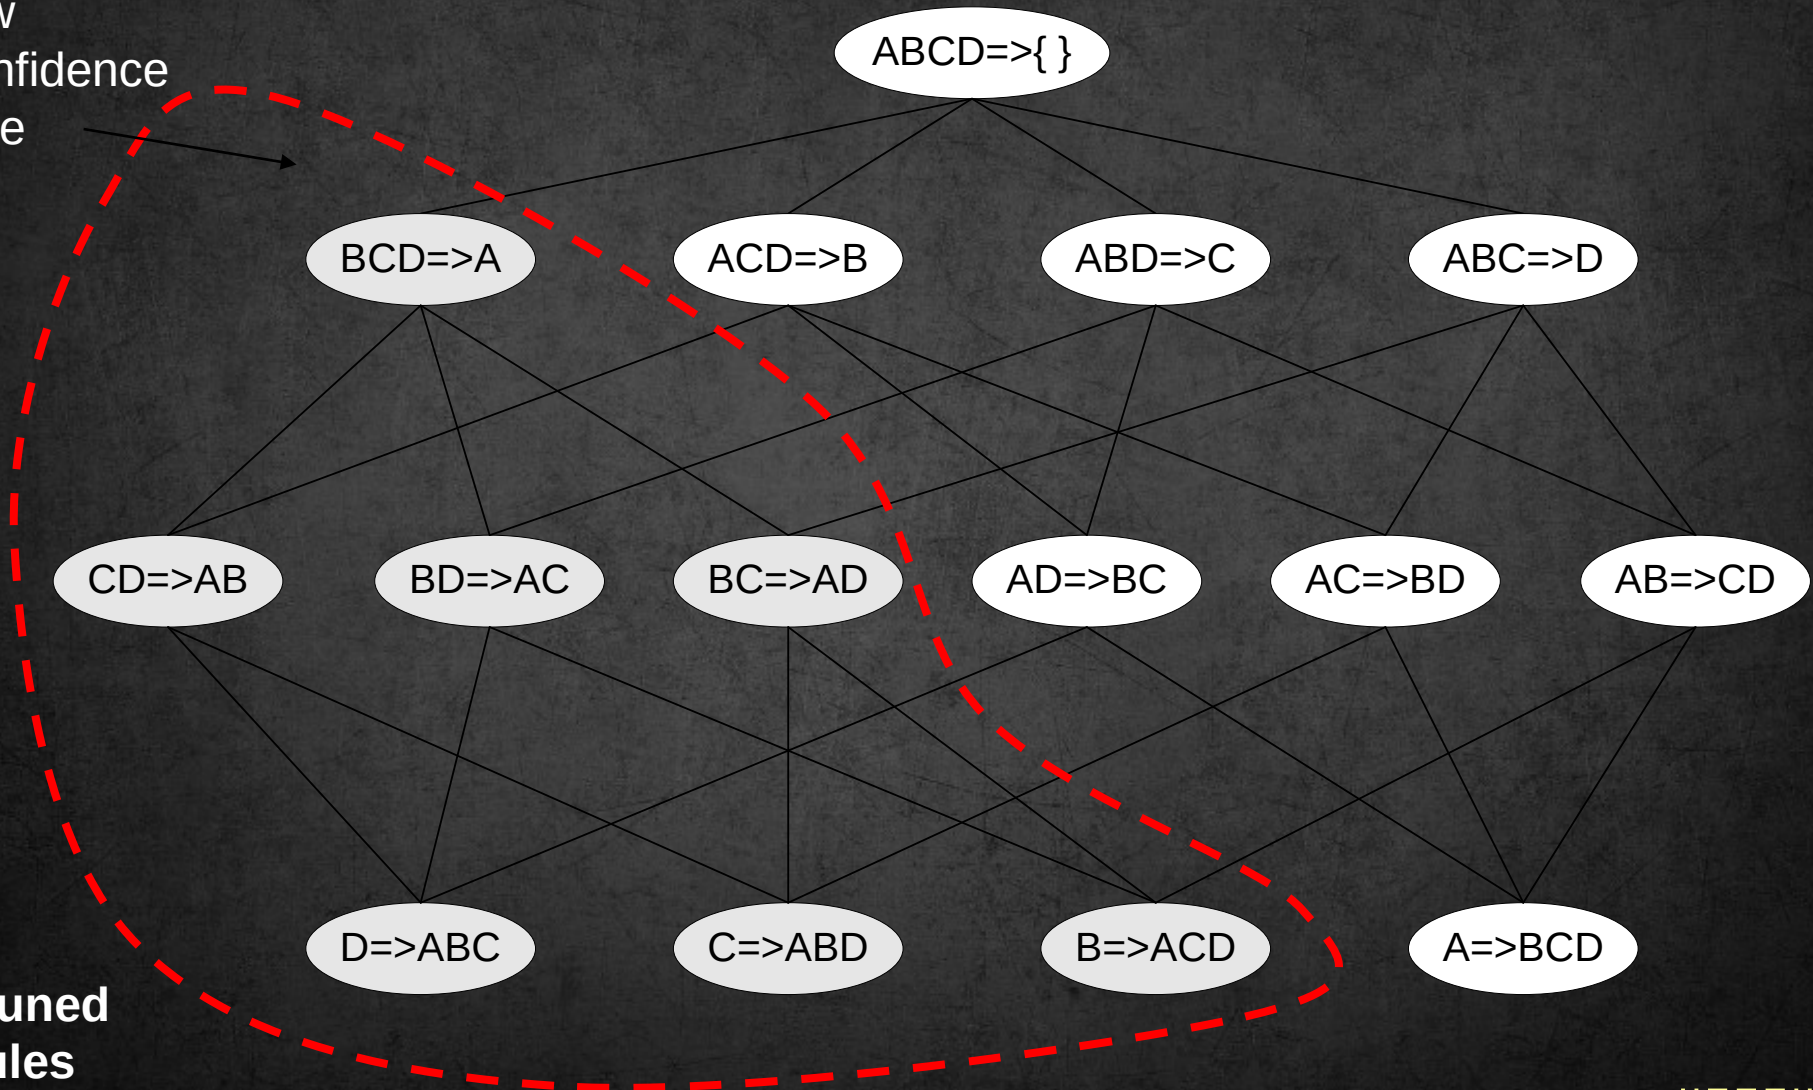 w
nfidence
e
ABCD=>{ }
BCD=>A
ACD=>B
ABD=>C
ABC=>D
CD=>AB
BD=>AC
BC=>AD
AD=>BC
AC=>BD
AB=>CD
D=>ABC
C=>ABD
B=>ACD
A=>BCD
uned
ules